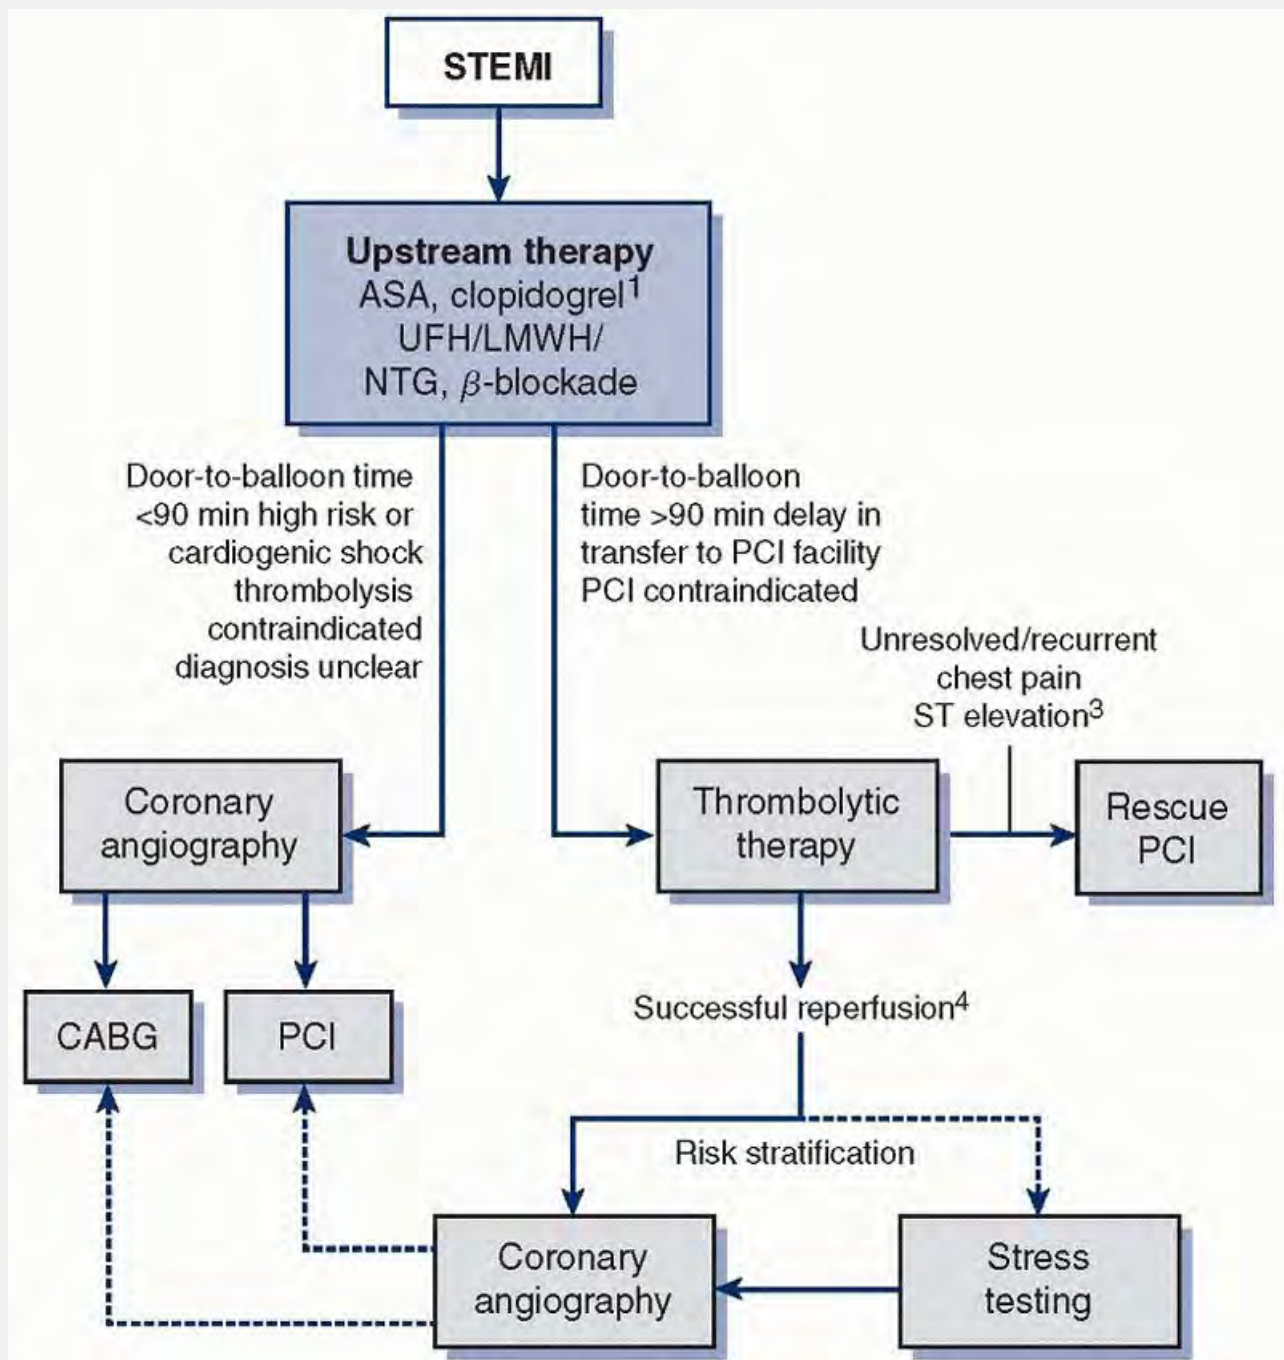 STEMI
Upstream therapy
ASA, clopidogrel¹
UFH/LMWH/
NTG, β-blockade
Door-to-balloon time
<90 min high risk or
cardiogenic shock
thrombolysis
contraindicated
diagnosis unclear
Door-to-balloon
time >90 min delay in
transfer to PCI facility
PCI contraindicated
Unresolved/recurrent
chest pain
ST elevation³
Coronary
angiography
Thrombolytic
therapy
Rescue
PCI
CABG
PCI
Successful reperfusion⁴
Risk stratification
Coronary
angiography
Stress
testing